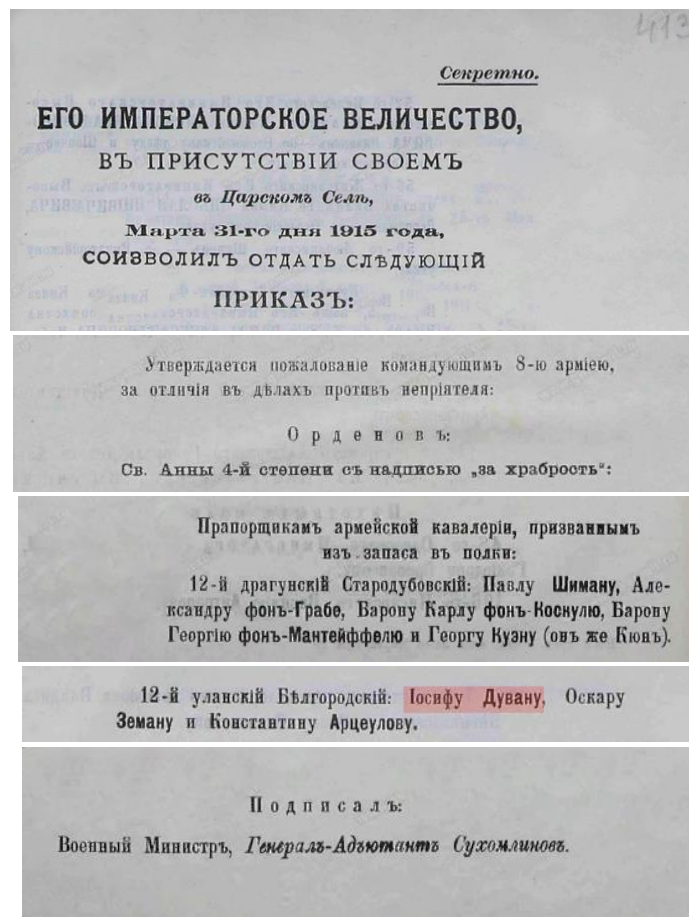 413
Секретно.
ЕГО ИМПЕРАТОРСКОЕ ВЕЛИЧЕСТВО,
ВЪ ПРИСУТСТВІИ СВОЕМЪ
въ Царскомъ Селѣ,
Марта 31-го дня 1915 года,
СОИЗВОЛИЛЪ ОТДАТЬ СЛѢДУЮЩІЙ
ПРИКАЗЪ:
Утверждается пожалованіе командующимъ 8-ю арміею,
за отличія въ дѣлахъ противъ непріятеля:
Орденовъ:
Св. Анны 4-й степени съ надписью „за храбрость“:
Прапорщикамъ армейской кавалеріи, призваннымъ
изъ запаса въ полки:
12-й драгунскій Стародубовскій: Павлу Шиману, Але-
ксандру фонъ-Грабе, Барону Карлу фонъ-Коскулю, Барону
Георгію фонъ-Мантейффелю и Георгу Куэну (онъ же Кюнъ).
12-й уланскій Бѣлгородскій: Іосифу Дувану, Оскару
Земану и Константину Арцеулову.
Подписалъ:
Военный Министръ, Генералъ-Адъютантъ Сухомлиновъ.